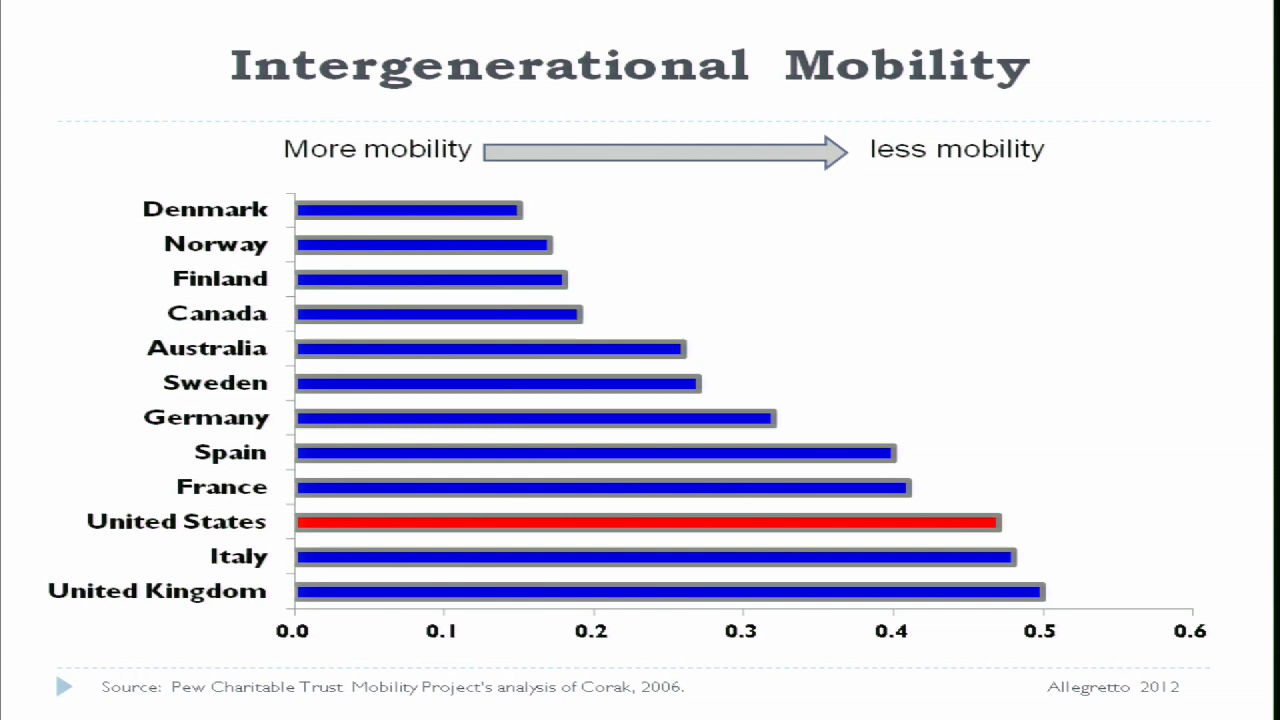 Intergenerational Mobility
More mobility less mobility
Denmark
Norway
Finland
Canada
Australia
Sweden
Germany
Spain
France
United States
Italy
United Kingdom
0.0 0.1 0.2 0.3 0.4 0.5 0.6
Source: Pew Charitable Trust Mobility Project's analysis of Corak, 2006. Allegretto 2012